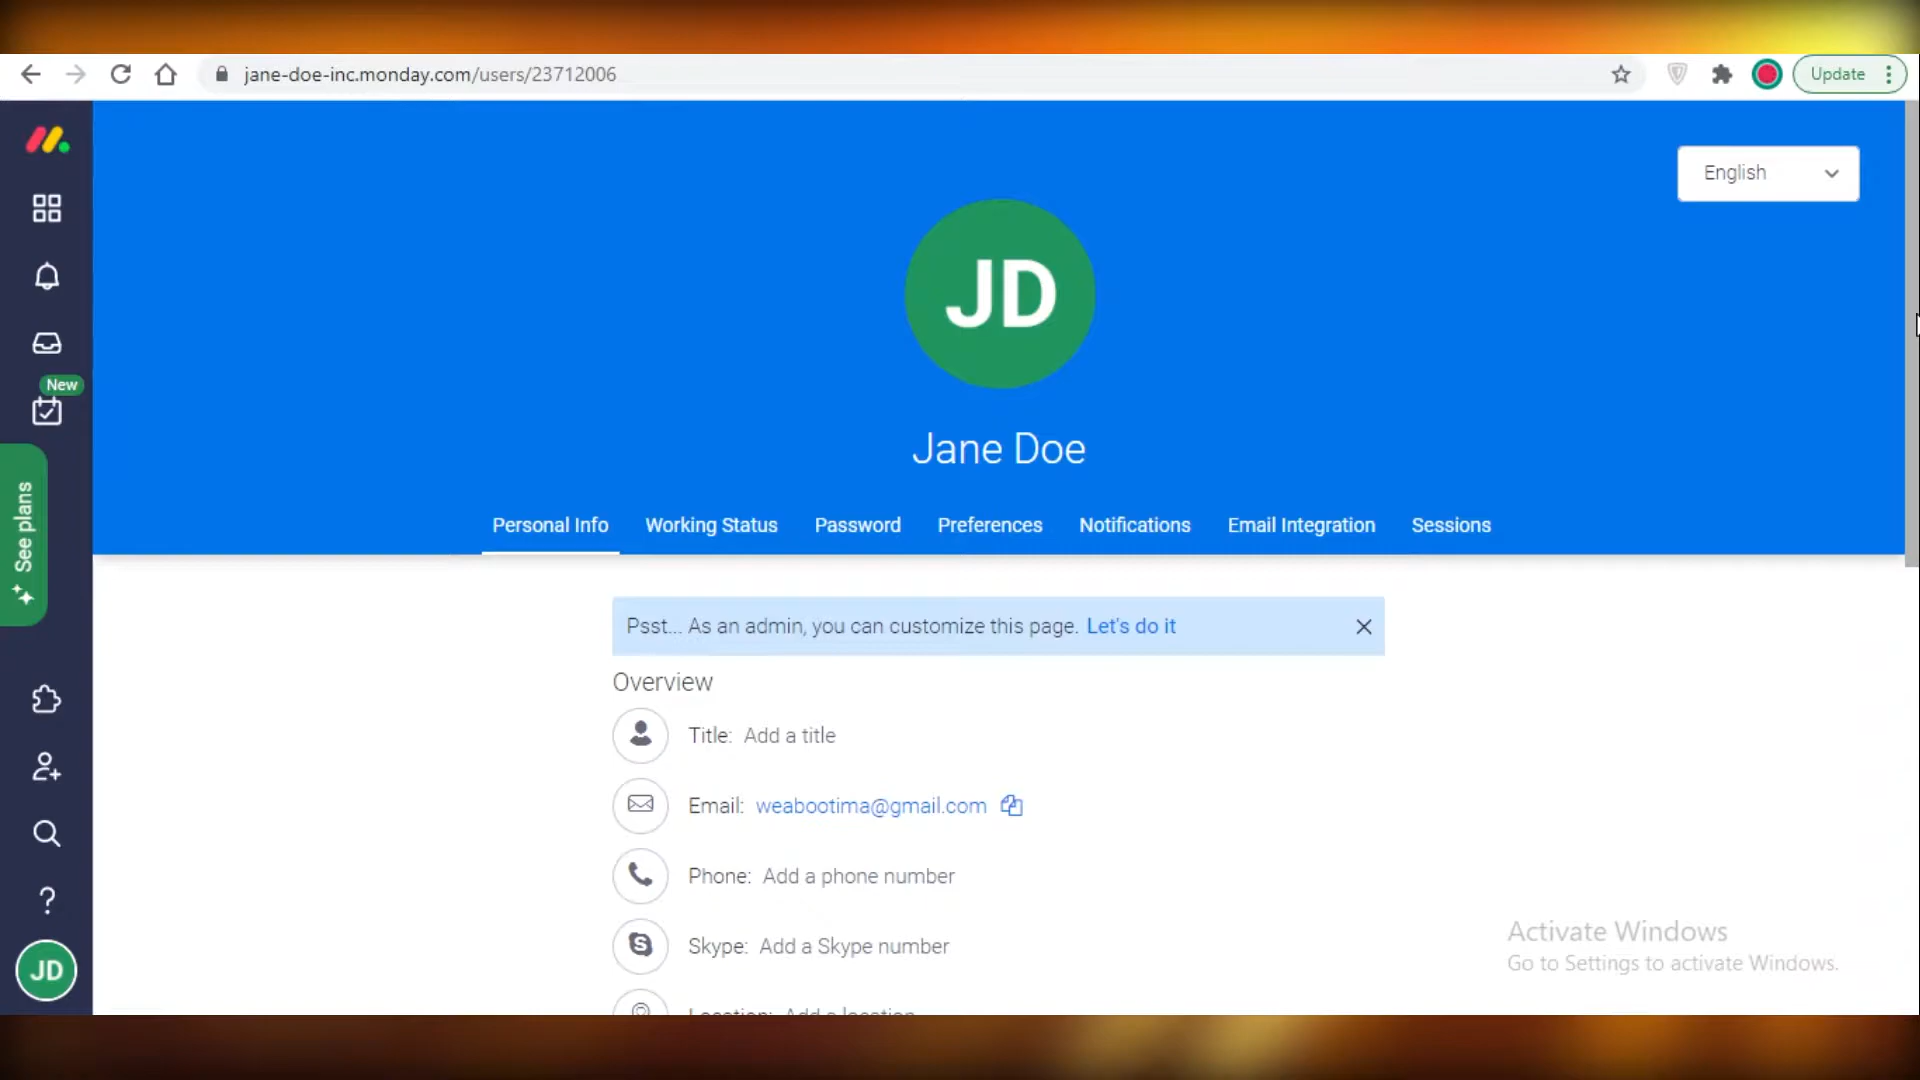 jane-doe-inc.monday.com/users/23712006
Update
English
JD
Jane Doe
New
See plans
Personal Info Working Status Password Preferences Notifications Email Integration Sessions
Psst... As an admin, you can customize this page. Let's do it
Overview
Title: Add a title
Email: weabootima@gmail.com
Phone: Add a phone number
Skype: Add a Skype number
Location: Add a location
Activate Windows
Go to Settings to activate Windows.
JD